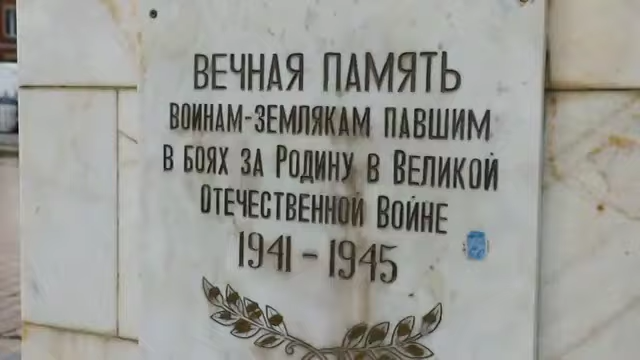 ВЕЧНАЯ ПАМЯТЬ
ВОИНАМ-ЗЕМЛЯКАМ ПАВШИМ
В БОЯХ ЗА РОДИНУ В ВЕЛИКОЙ
ОТЕЧЕСТВЕННОЙ ВОЙНЕ
1941 – 1945